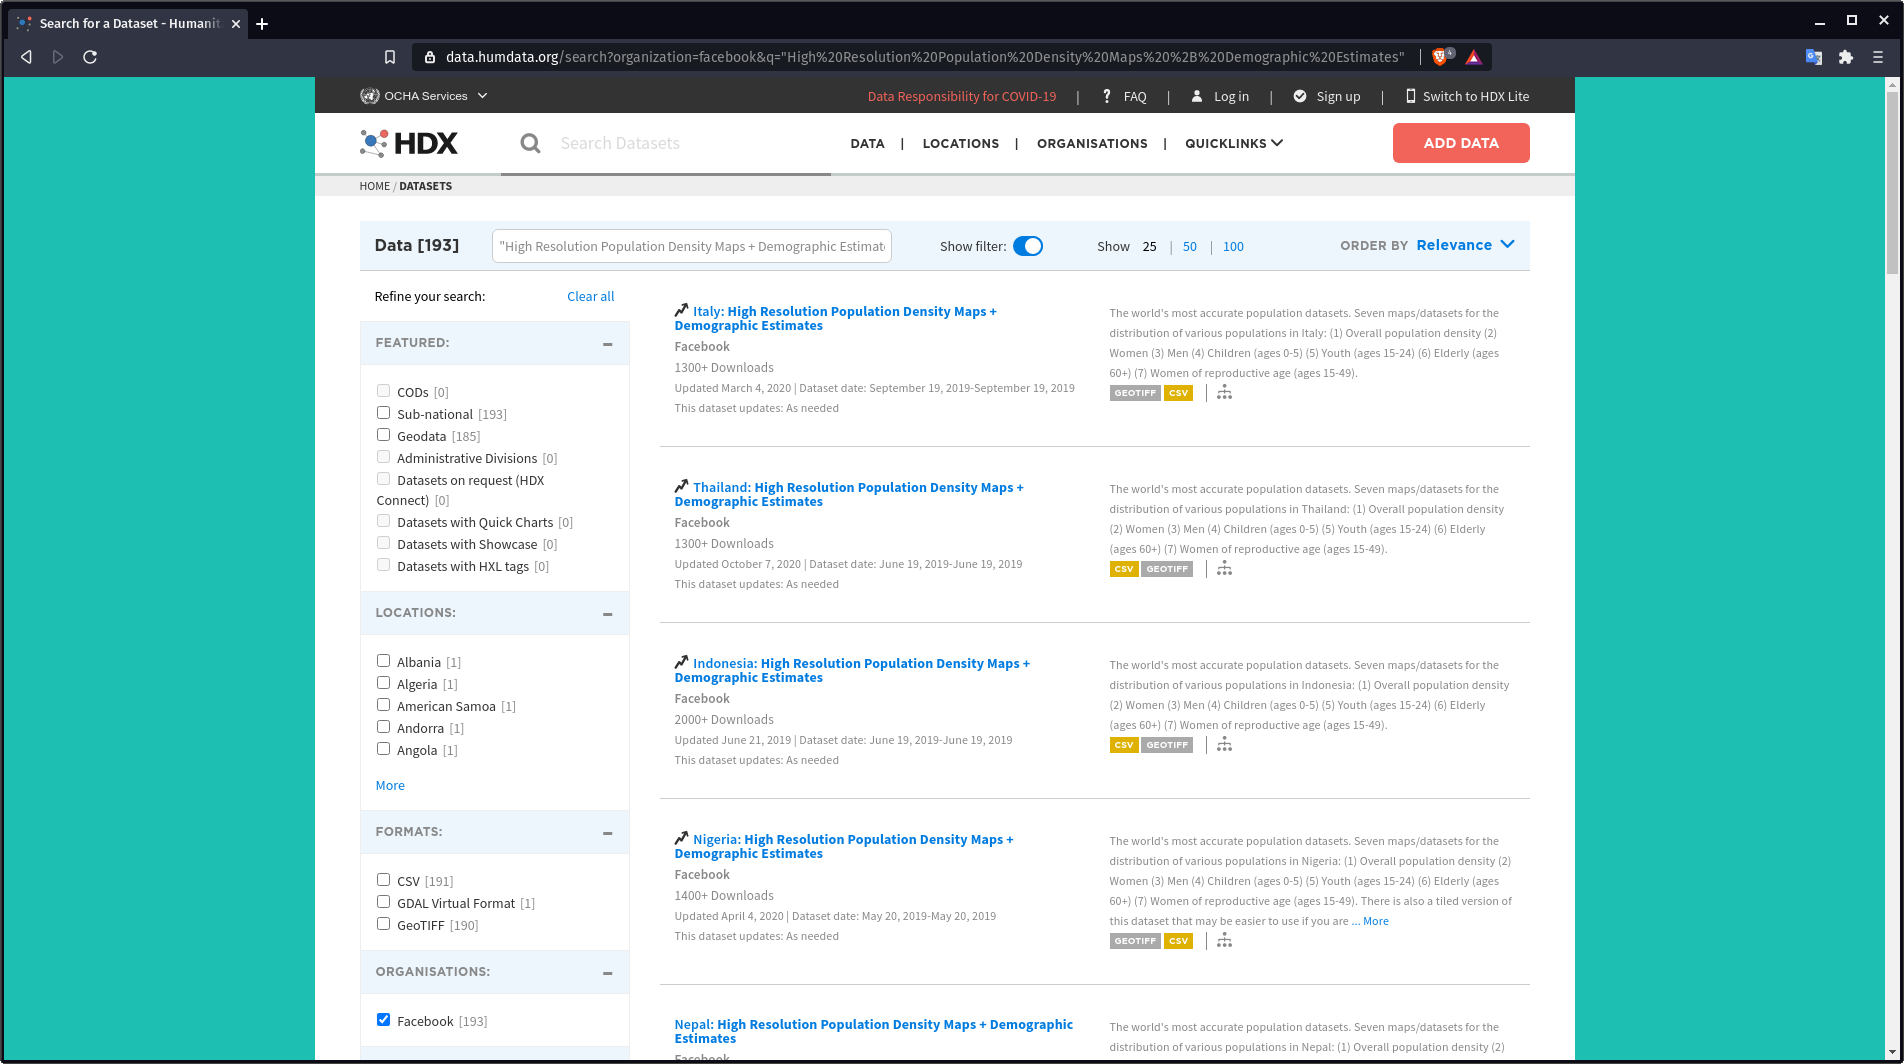 Search for a Dataset - Humanit
data.humdata.org/search?organization=facebook&q="High%20Resolution%20Population%20Density%20Maps%20%2B%20Demographic%20Estimates"
4
OCHA Services
Data Responsibility for COVID-19 | ? FAQ | Log in | Sign up | Switch to HDX Lite
HDX
Search Datasets
DATA | LOCATIONS | ORGANISATIONS | QUICKLINKS
ADD DATA
HOME / DATASETS
Data [193]
"High Resolution Population Density Maps + Demographic Estimat
Show filter:
Show 25 | 50 | 100
ORDER BY Relevance
Refine your search:
Clear all
FEATURED:
CODs [0]
Sub-national [193]
Geodata [185]
Administrative Divisions [0]
Datasets on request (HDX
Connect) [0]
Datasets with Quick Charts [0]
Datasets with Showcase [0]
Datasets with HXL tags [0]
LOCATIONS:
Albania [1]
Algeria [1]
American Samoa [1]
Andorra [1]
Angola [1]
More
FORMATS:
CSV [191]
GDAL Virtual Format [1]
GeoTIFF [190]
ORGANISATIONS:
Facebook [193]
Italy: High Resolution Population Density Maps +
Demographic Estimates
Facebook
1300+ Downloads
Updated March 4, 2020 | Dataset date: September 19, 2019-September 19, 2019
This dataset updates: As needed
The world's most accurate population datasets. Seven maps/datasets for the
distribution of various populations in Italy: (1) Overall population density (2)
Women (3) Men (4) Children (ages 0-5) (5) Youth (ages 15-24) (6) Elderly (ages
60+) (7) Women of reproductive age (ages 15-49).
GEOTIFF CSV
Thailand: High Resolution Population Density Maps +
Demographic Estimates
Facebook
1300+ Downloads
Updated October 7, 2020 | Dataset date: June 19, 2019-June 19, 2019
This dataset updates: As needed
The world's most accurate population datasets. Seven maps/datasets for the
distribution of various populations in Thailand: (1) Overall population density
(2) Women (3) Men (4) Children (ages 0-5) (5) Youth (ages 15-24) (6) Elderly
(ages 60+) (7) Women of reproductive age (ages 15-49).
CSV GEOTIFF
Indonesia: High Resolution Population Density Maps +
Demographic Estimates
Facebook
2000+ Downloads
Updated June 21, 2019 | Dataset date: June 19, 2019-June 19, 2019
This dataset updates: As needed
The world's most accurate population datasets. Seven maps/datasets for the
distribution of various populations in Indonesia: (1) Overall population density
(2) Women (3) Men (4) Children (ages 0-5) (5) Youth (ages 15-24) (6) Elderly
(ages 60+) (7) Women of reproductive age (ages 15-49).
CSV GEOTIFF
Nigeria: High Resolution Population Density Maps +
Demographic Estimates
Facebook
1400+ Downloads
Updated April 4, 2020 | Dataset date: May 20, 2019-May 20, 2019
This dataset updates: As needed
The world's most accurate population datasets. Seven maps/datasets for the
distribution of various populations in Nigeria: (1) Overall population density (2)
Women (3) Men (4) Children (ages 0-5) (5) Youth (ages 15-24) (6) Elderly (ages
60+) (7) Women of reproductive age (ages 15-49). There is also a tiled version of
this dataset that may be easier to use if you are ... More
GEOTIFF CSV
Nepal: High Resolution Population Density Maps + Demographic
Estimates
Facebook
The world's most accurate population datasets. Seven maps/datasets for the
distribution of various populations in Nepal: (1) Overall population density (2)